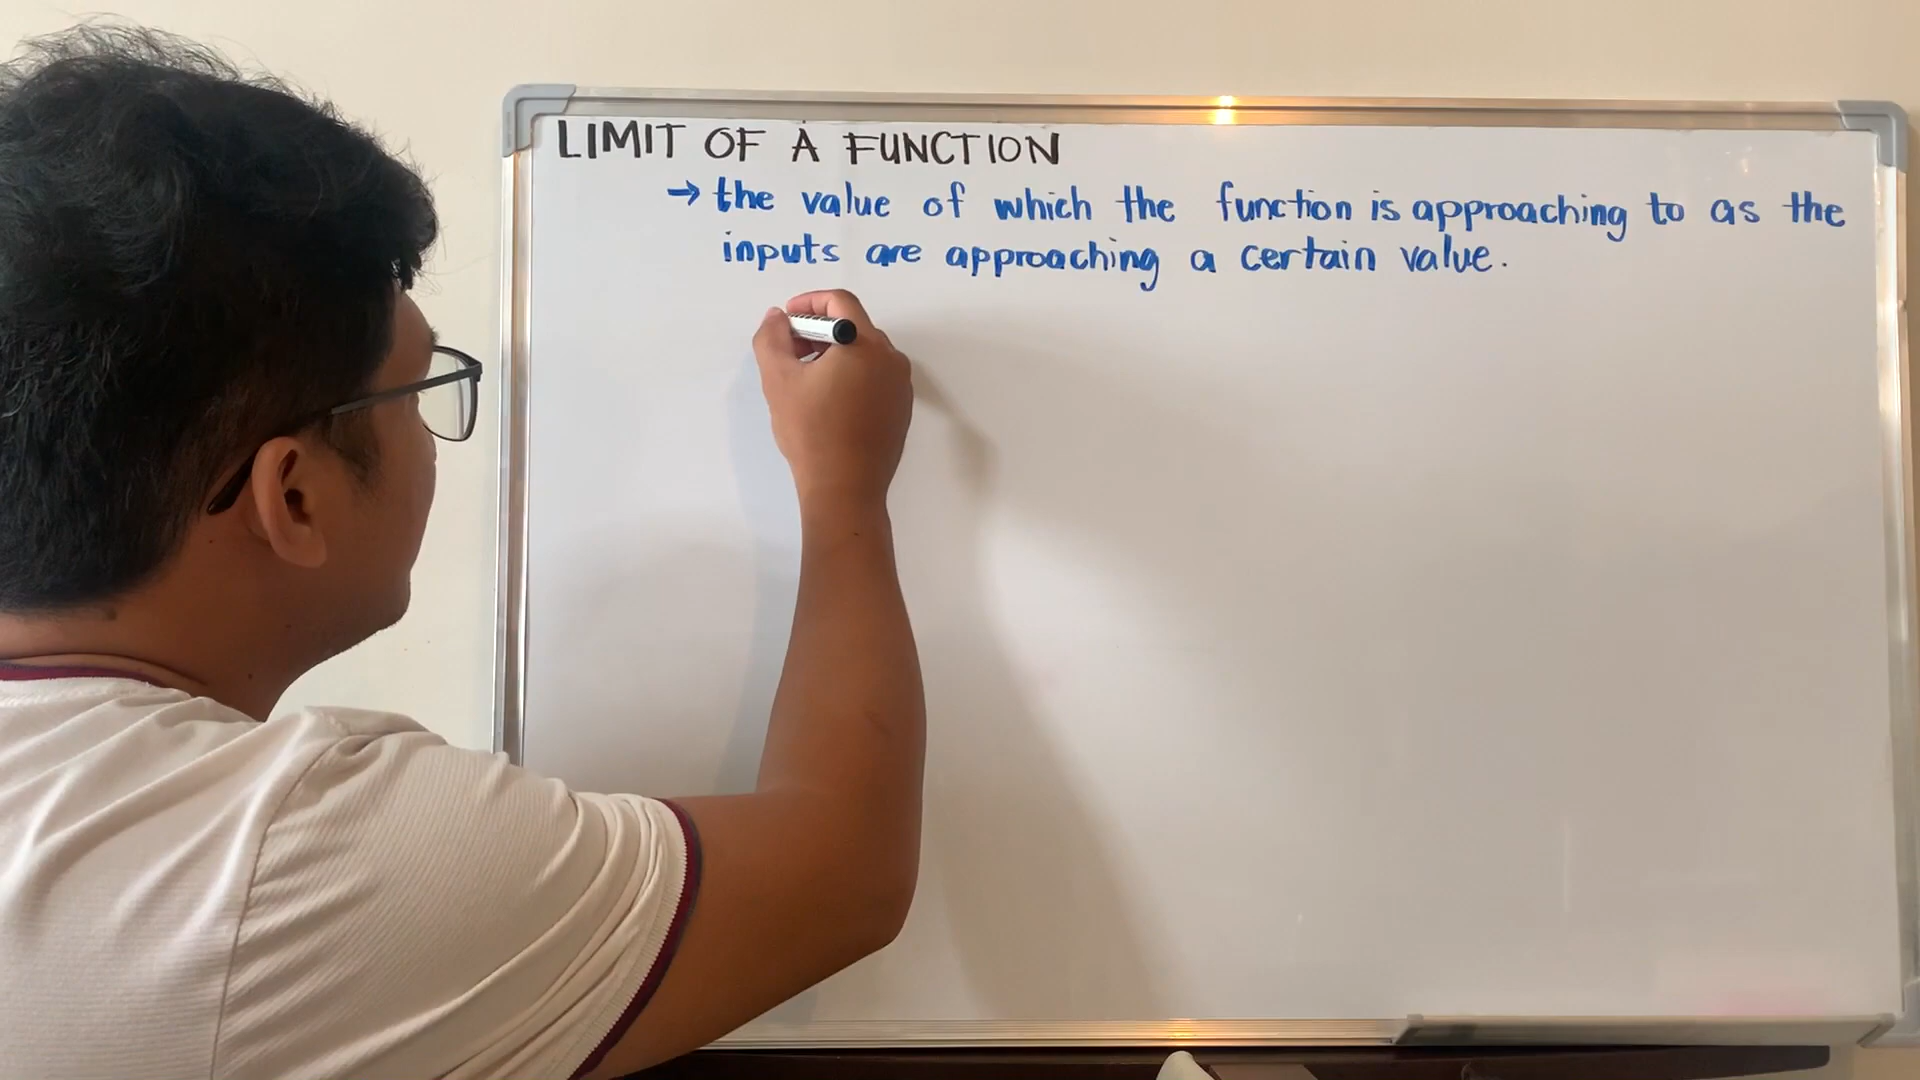 LIMIT OF A FUNCTION
→ the value of which the function is approaching to as the
inputs are approaching a certain value.